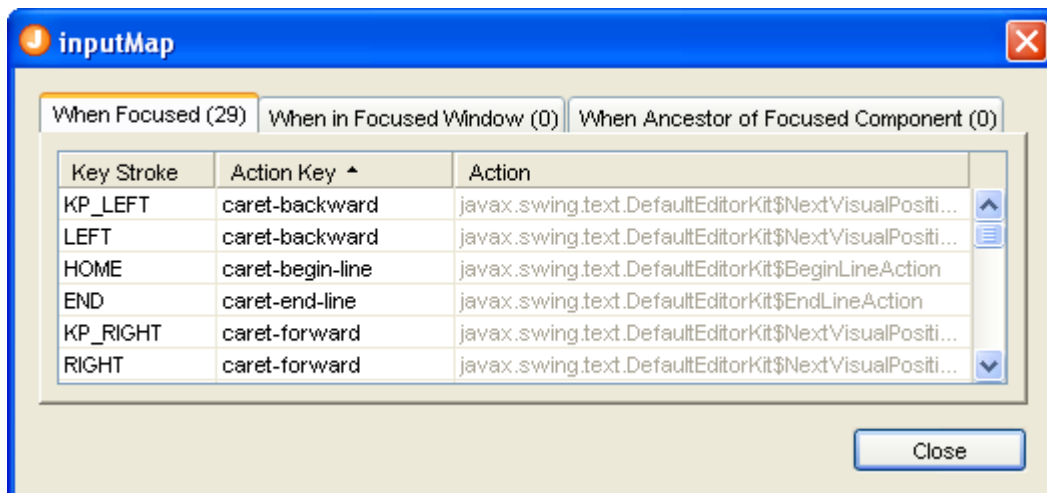 inputMap
When Focused (29) When in Focused Window (0) When Ancestor of Focused Component (0)
Key Stroke Action Key Action
KP_LEFT caret-backward javax.swing.text.DefaultEditorKit$NextVisualPositi...
LEFT caret-backward javax.swing.text.DefaultEditorKit$NextVisualPositi...
HOME caret-begin-line javax.swing.text.DefaultEditorKit$BeginLineAction
END caret-end-line javax.swing.text.DefaultEditorKit$EndLineAction
KP_RIGHT caret-forward javax.swing.text.DefaultEditorKit$NextVisualPositi...
RIGHT caret-forward javax.swing.text.DefaultEditorKit$NextVisualPositi...
Close